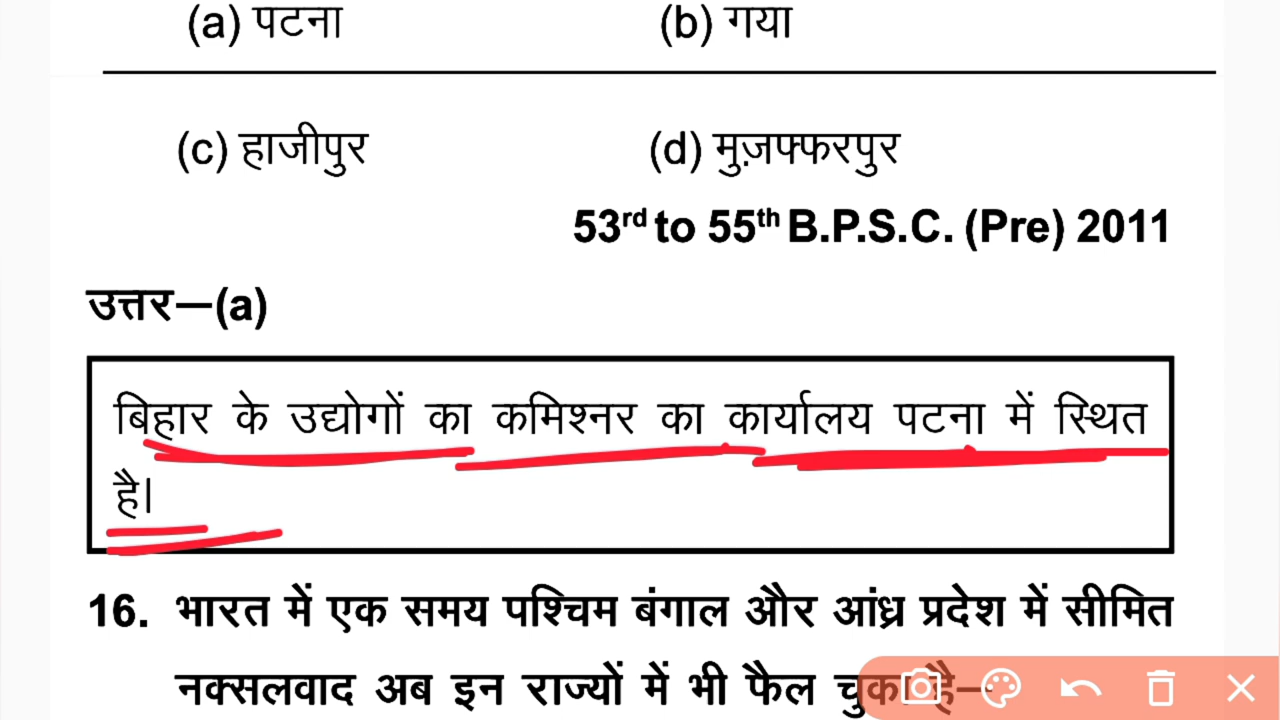 (a) पटना (b) गया
(c) हाजीपुर (d) मुज़फ्फरपुर
53rd to 55th B.P.S.C. (Pre) 2011
उत्तर—(a)
बिहार के उद्योगों का कमिश्नर का कार्यालय पटना में स्थित
है।
16. भारत में एक समय पश्चिम बंगाल और आंध्र प्रदेश में सीमित
नक्सलवाद अब इन राज्यों में भी फैल चुका है—